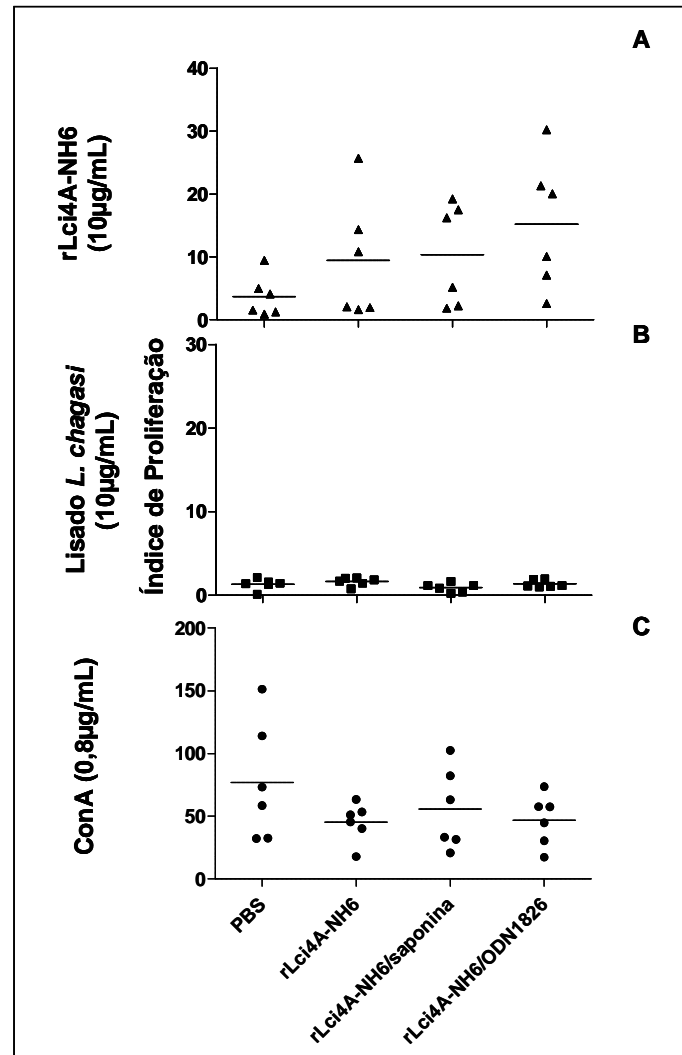 A
rLci4A-NH6
(10µg/mL)
40
30
20
10
0
B
Lisado L. chagasi
(10µg/mL)
Índice de Proliferação
30
20
10
0
C
ConA (0,8µg/mL)
200
150
100
50
0
PBS
rLci4A-NH6
rLci4A-NH6/saponina
rLci4A-NH6/ODN1826